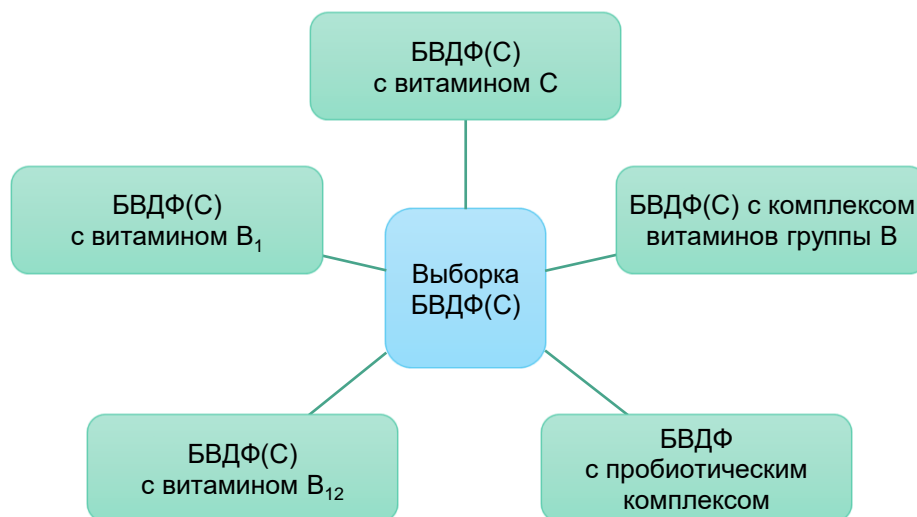 БВДФ(С)
с витамином С
БВДФ(С)
с витамином B₁
БВДФ(С) с комплексом
витаминов группы В
Выборка
БВДФ(С)
БВДФ(С)
с витамином B₁₂
БВДФ
с пробиотическим
комплексом